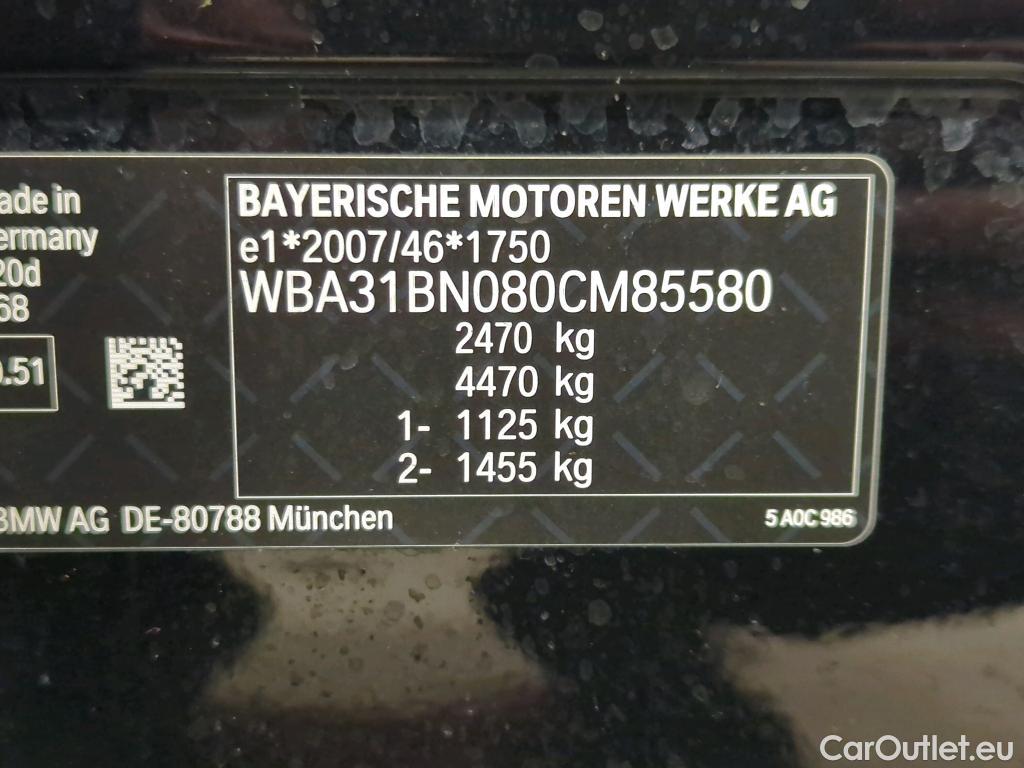 ade in
ermany
20d
68
0.51
BAYERISCHE MOTOREN WERKE AG
e1*2007/46*1750
WBA31BN080CM85580
2470 kg
4470 kg
1- 1125 kg
2- 1455 kg
BMW AG DE-80788 München
5 A0C 986
CarOutlet.eu